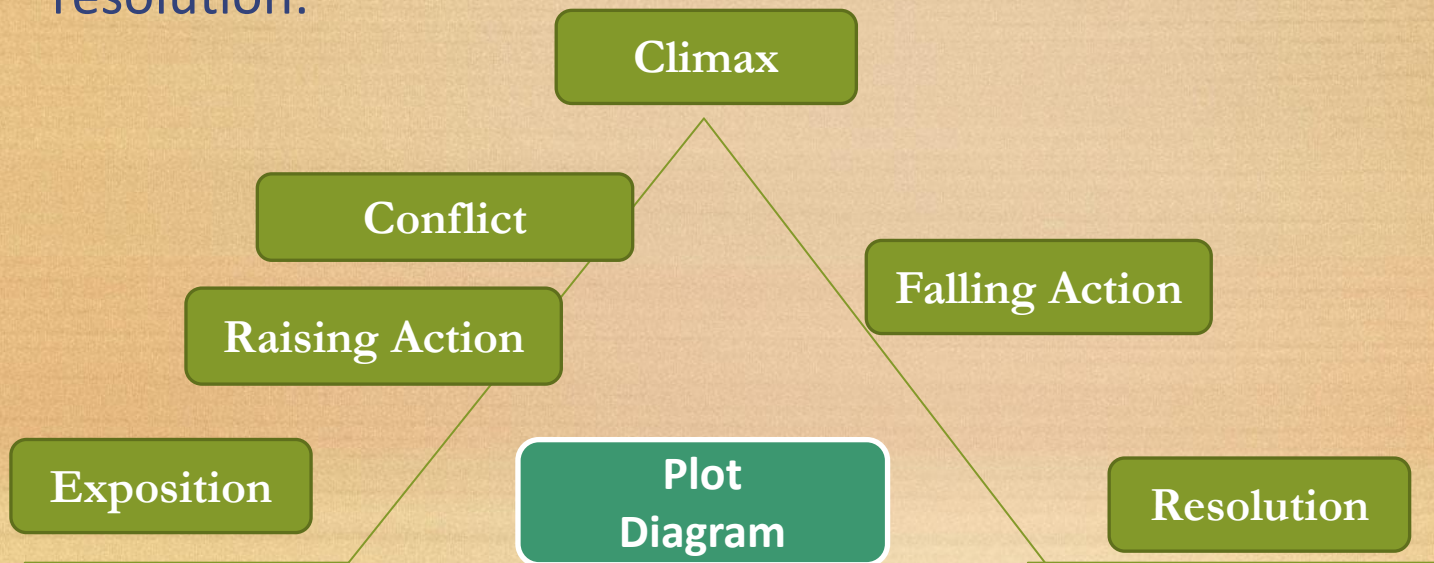 resolution.
Climax
Conflict
Falling Action
Raising Action
Exposition
Plot
Diagram
Resolution